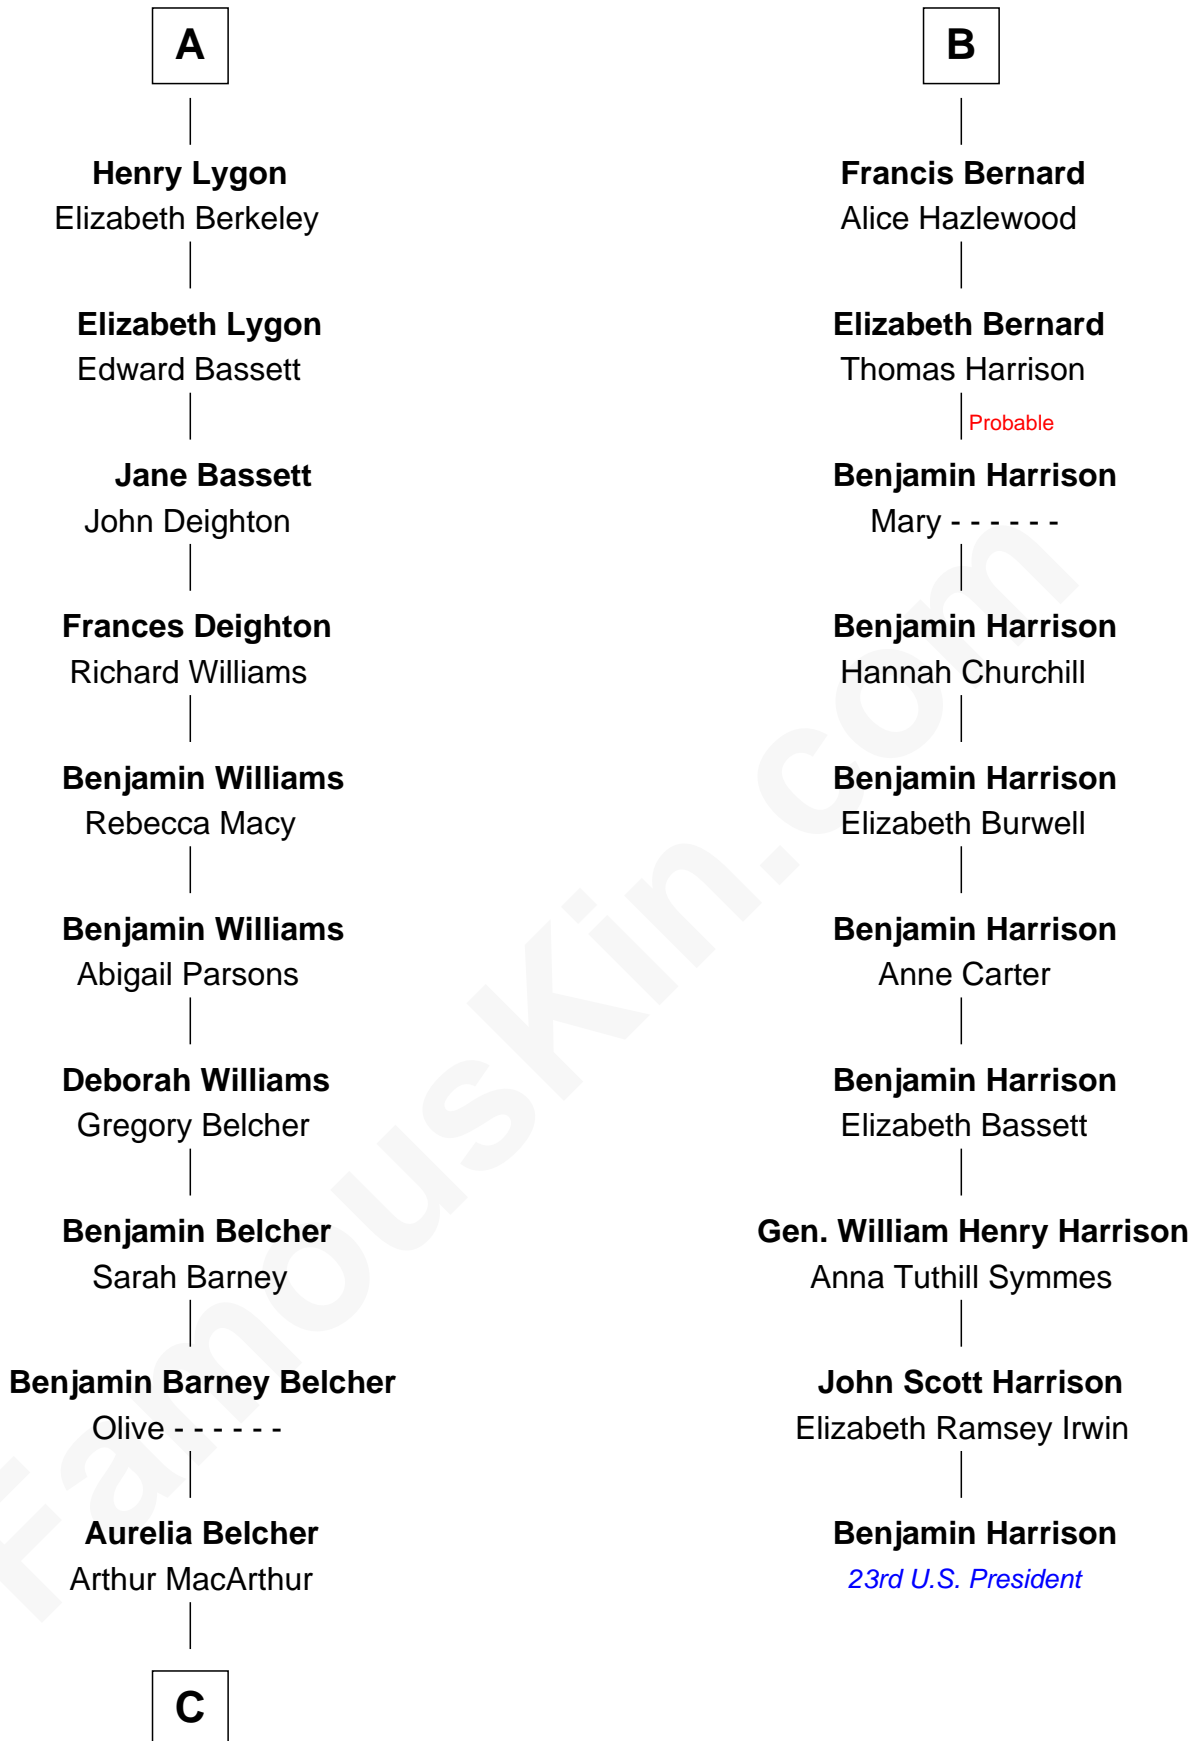 A
Henry Lygon
Elizabeth Berkeley
Elizabeth Lygon
Edward Bassett
Jane Bassett
John Deighton
Frances Deighton
Richard Williams
Benjamin Williams
Rebecca Macy
Benjamin Williams
Abigail Parsons
Deborah Williams
Gregory Belcher
Benjamin Belcher
Sarah Barney
Benjamin Barney Belcher
Olive - - - - - -
Aurelia Belcher
Arthur MacArthur
C
B
Francis Bernard
Alice Hazlewood
Elizabeth Bernard
Thomas Harrison
Probable
Benjamin Harrison
Mary - - - - - -
Benjamin Harrison
Hannah Churchill
Benjamin Harrison
Elizabeth Burwell
Benjamin Harrison
Anne Carter
Benjamin Harrison
Elizabeth Bassett
Gen. William Henry Harrison
Anna Tuthill Symmes
John Scott Harrison
Elizabeth Ramsey Irwin
Benjamin Harrison
23rd U.S. President
FamousKin.com